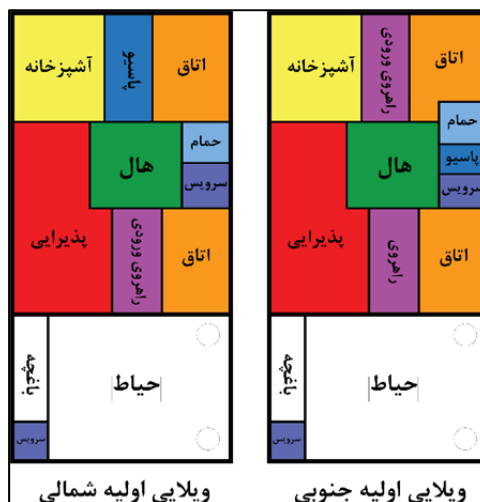 آشپزخانه
پاسیو
اتاق
حمام
هال
سرویس
پذیرایی
راهروی ورودی
اتاق
باغچه
حیاط
سرویس
ویلایی اولیه شمالی
آشپزخانه
راهروی ورودی
اتاق
حمام
هال
پاسیو
سرویس
پذیرایی
راهروی
اتاق
باغچه
حیاط
سرویس
ویلایی اولیه جنوبی